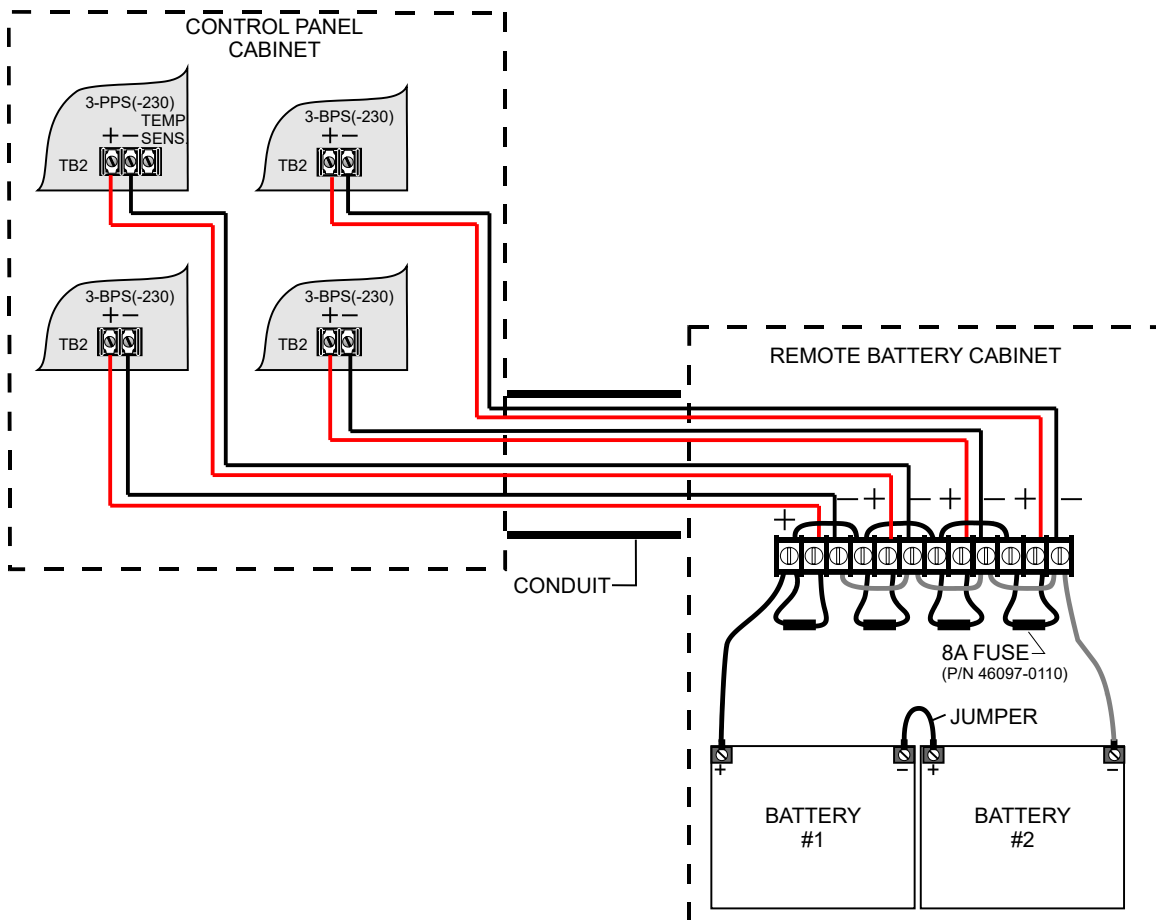 CONTROL PANEL
CABINET
3-PPS(-230)
TEMP
SENS.
+ −
TB2
3-BPS(-230)
+ −
TB2
3-BPS(-230)
+ −
TB2
3-BPS(-230)
+ −
TB2
REMOTE BATTERY CABINET
+ − + − + − + −
CONDUIT
8A FUSE
(P/N 46097-0110)
JUMPER
+ − + −
BATTERY
#1
BATTERY
#2